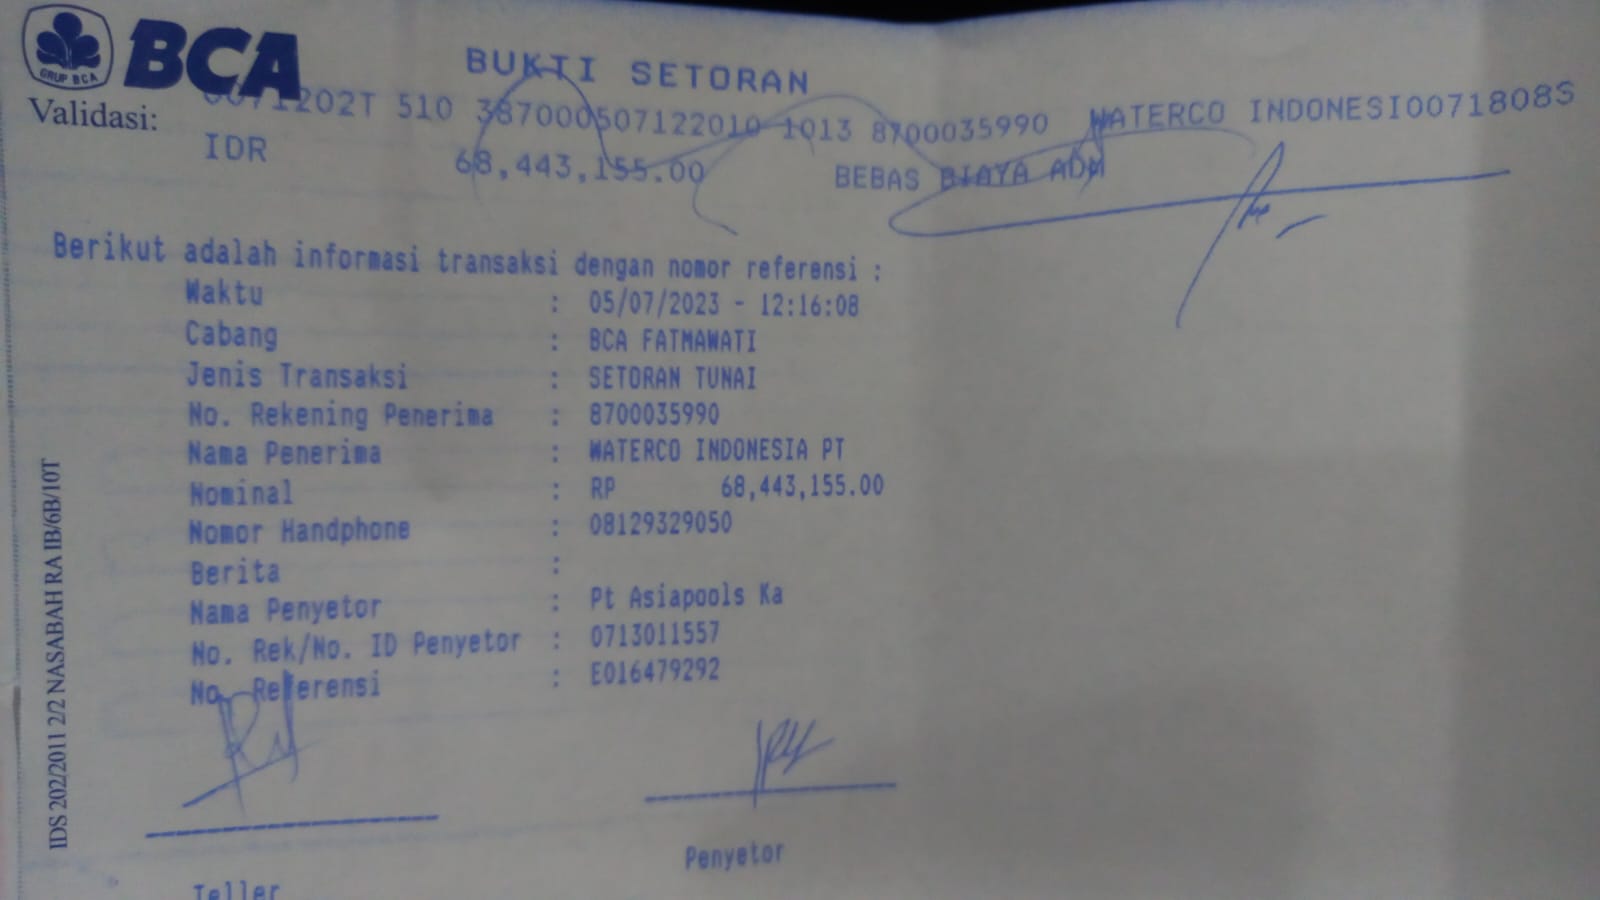 GRUP BCA
BCA
BUKTI SETORAN
Validasi: 0071202T 510 387000507122010 1013 8700035990 WATERCO INDONESI0071808S
IDR 68,443,155.00 BEBAS BIAYA ADM
Berikut adalah informasi transaksi dengan nomor referensi :
Waktu : 05/07/2023 - 12:16:08
Cabang : BCA FATMAWATI
Jenis Transaksi : SETORAN TUNAI
No. Rekening Penerima : 8700035990
Nama Penerima : WATERCO INDONESIA PT
Nominal : RP 68,443,155.00
Nomor Handphone : 08129329050
Berita :
Nama Penyetor : Pt Asiapools Ka
No. Rek/No. ID Penyetor : 0713011557
No. Referensi : E016479292
Teller
Penyetor
IDS 202/2011 2/2 NASABAH RA IB/6B/10T